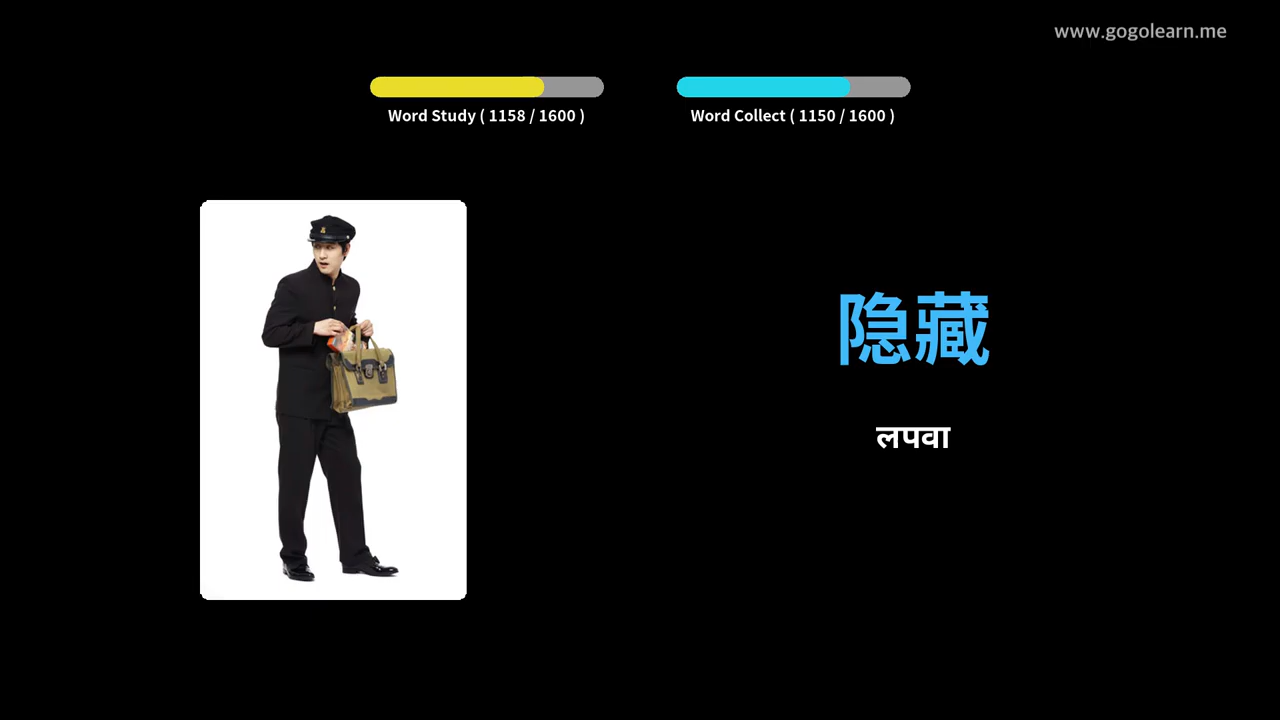 www.gogolearn.me
Word Study ( 1158 / 1600 )
Word Collect ( 1150 / 1600 )
隐藏
लपवा